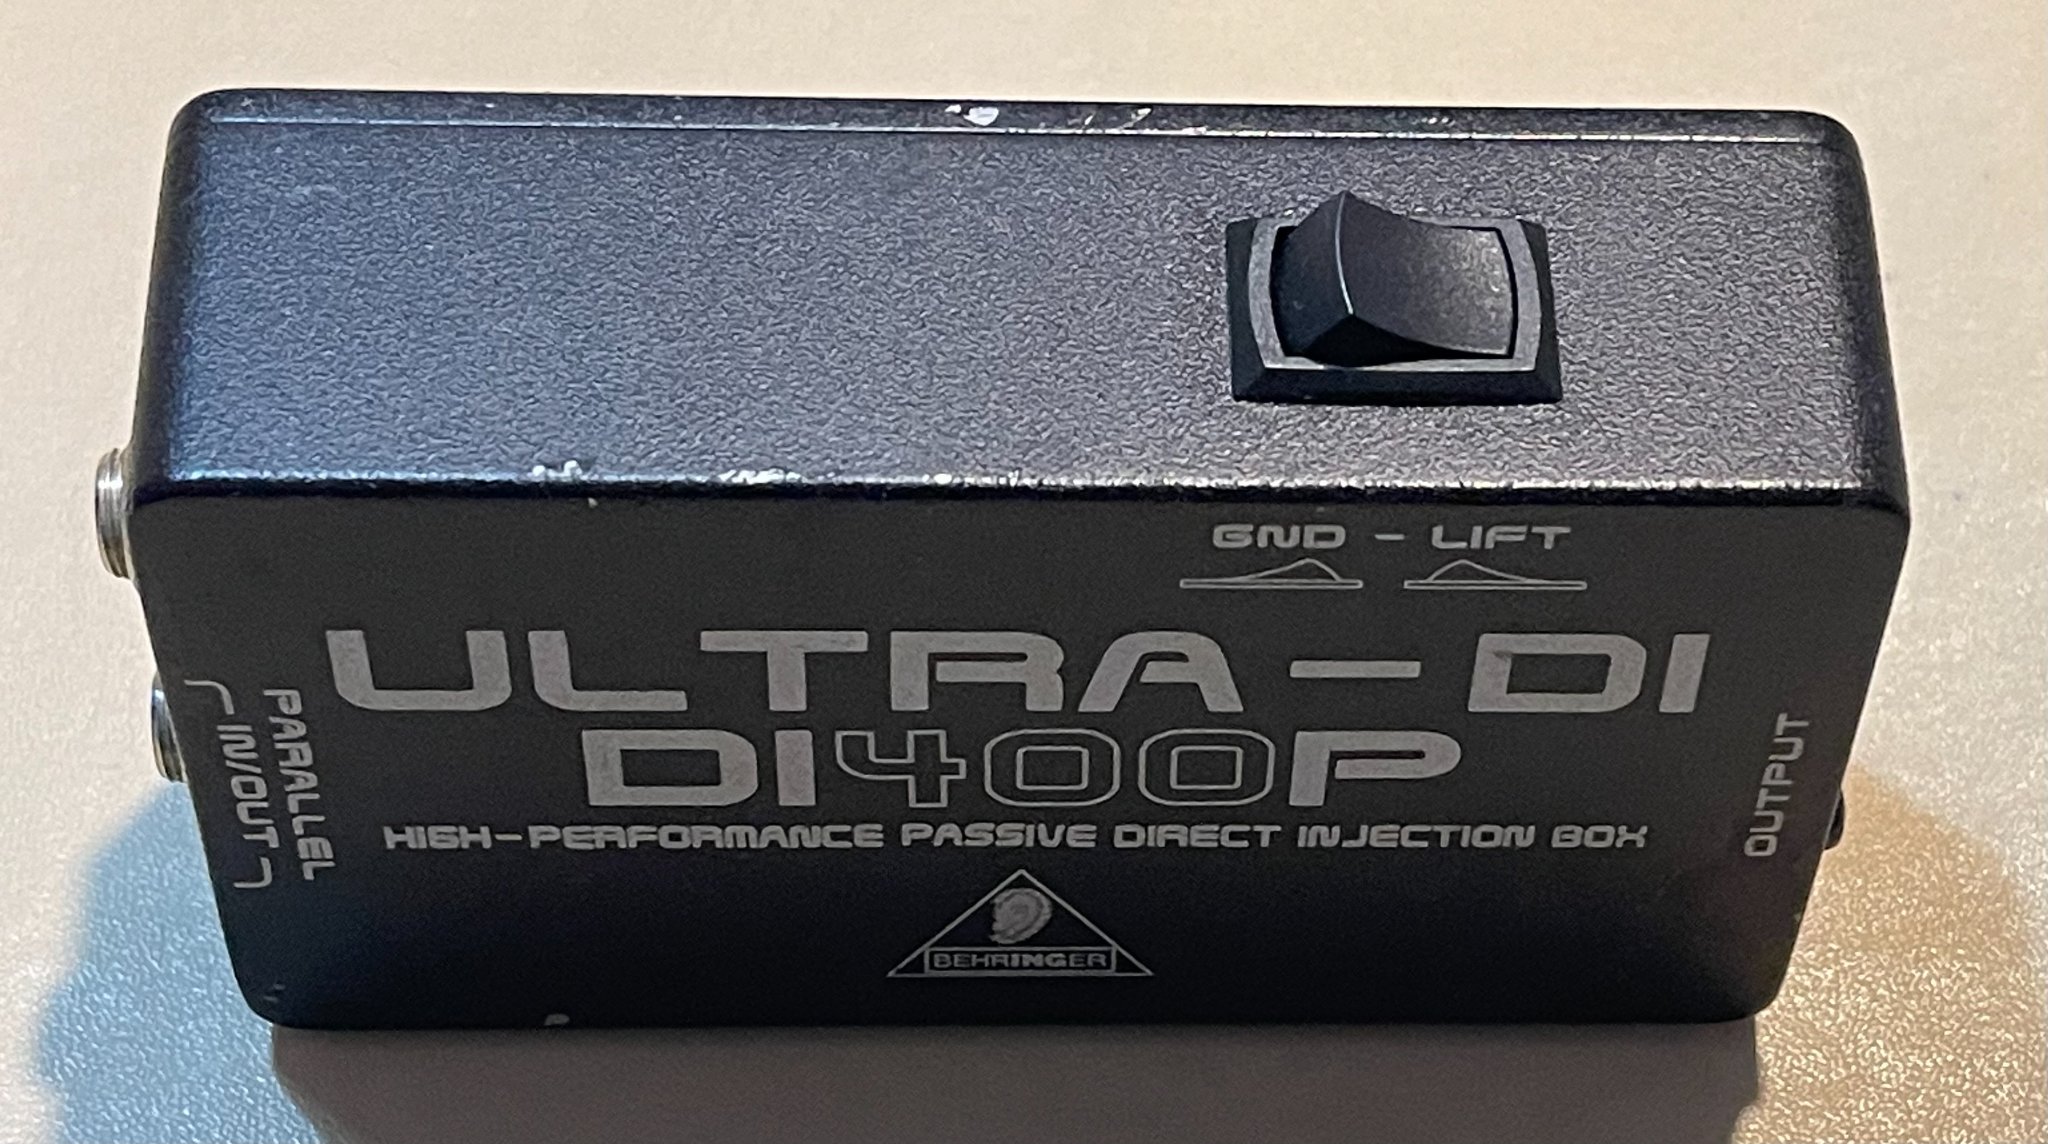 GND - LIFT
ULTRA-DI
DI400P
HIGH-PERFORMANCE PASSIVE DIRECT INJECTION BOX
BEHRINGER
PARALLEL
IN/OUT
OUTPUT